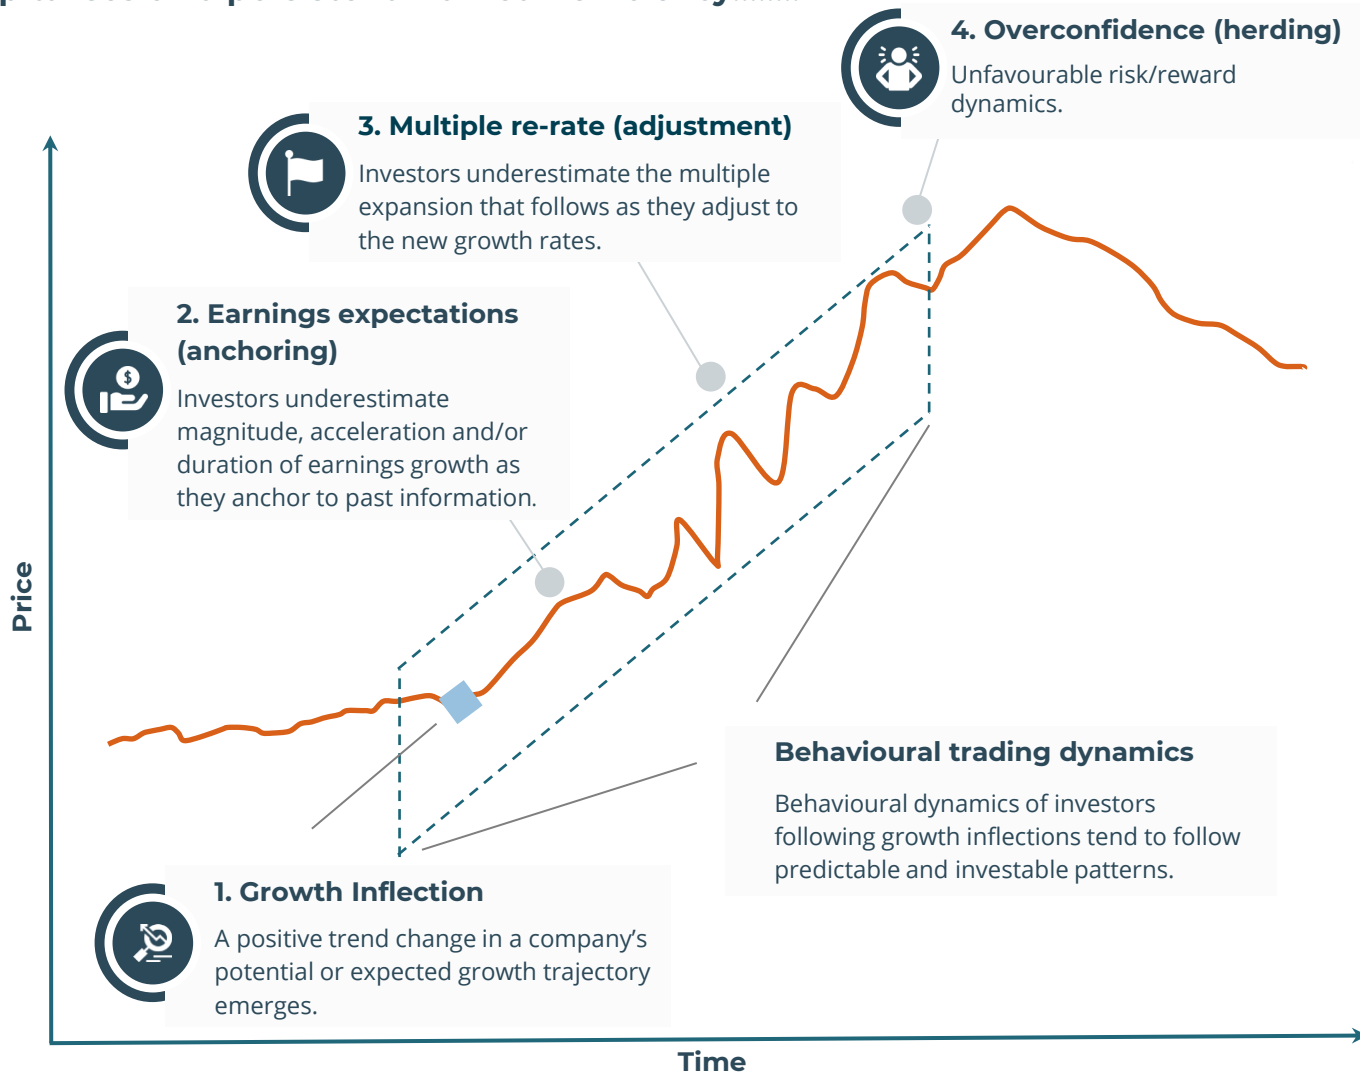 4. Overconfidence (herding)
Unfavourable risk/reward
dynamics.
3. Multiple re-rate (adjustment)
Investors underestimate the multiple
expansion that follows as they adjust to
the new growth rates.
2. Earnings expectations
(anchoring)
Investors underestimate
magnitude, acceleration and/or
duration of earnings growth as
they anchor to past information.
$
Price
Behavioural trading dynamics
Behavioural dynamics of investors
following growth inflections tend to follow
predictable and investable patterns.
1. Growth Inflection
A positive trend change in a company’s
potential or expected growth trajectory
emerges.
Time